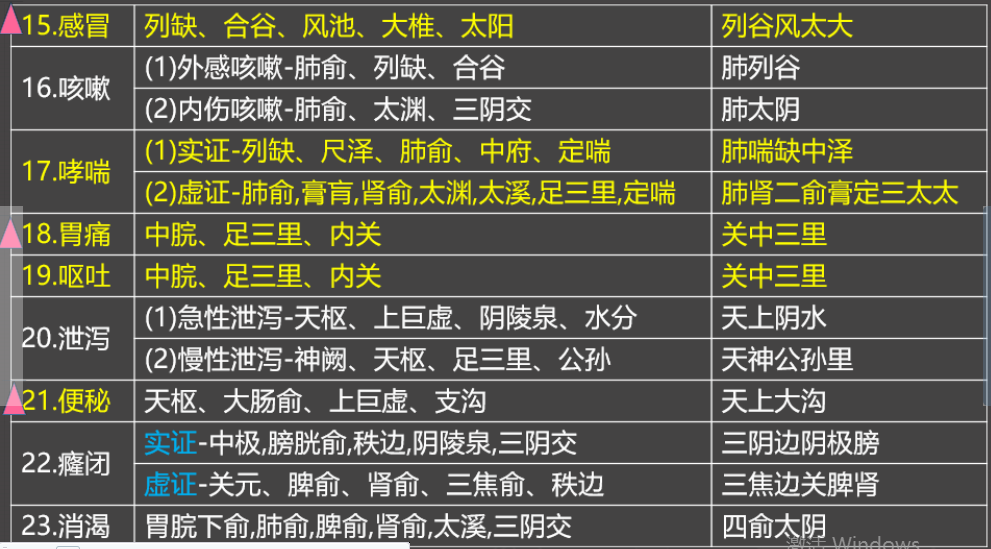 15.感冒 列缺、合谷、风池、大椎、太阳 列谷风太大
16.咳嗽
(1)外感咳嗽-肺俞、列缺、合谷 肺列谷
(2)内伤咳嗽-肺俞、太渊、三阴交 肺太阴
17.哮喘
(1)实证-列缺、尺泽、肺俞、中府、定喘 肺喘缺中泽
(2)虚证-肺俞,膏肓,肾俞,太渊,太溪,足三里,定喘 肺肾二俞膏定三太太
18.胃痛 中脘、足三里、内关 关中三里
19.呕吐 中脘、足三里、内关 关中三里
20.泄泻
(1)急性泄泻-天枢、上巨虚、阴陵泉、水分 天上阴水
(2)慢性泄泻-神阙、天枢、足三里、公孙 天神公孙里
21.便秘 天枢、大肠俞、上巨虚、支沟 天上大沟
22.癃闭
实证-中极,膀胱俞,秩边,阴陵泉,三阴交 三阴边阴极膀
虚证-关元、脾俞、肾俞、三焦俞、秩边 三焦边关脾肾
23.消渴 胃脘下俞,肺俞,脾俞,肾俞,太溪,三阴交 四俞太阴
激活 Windows